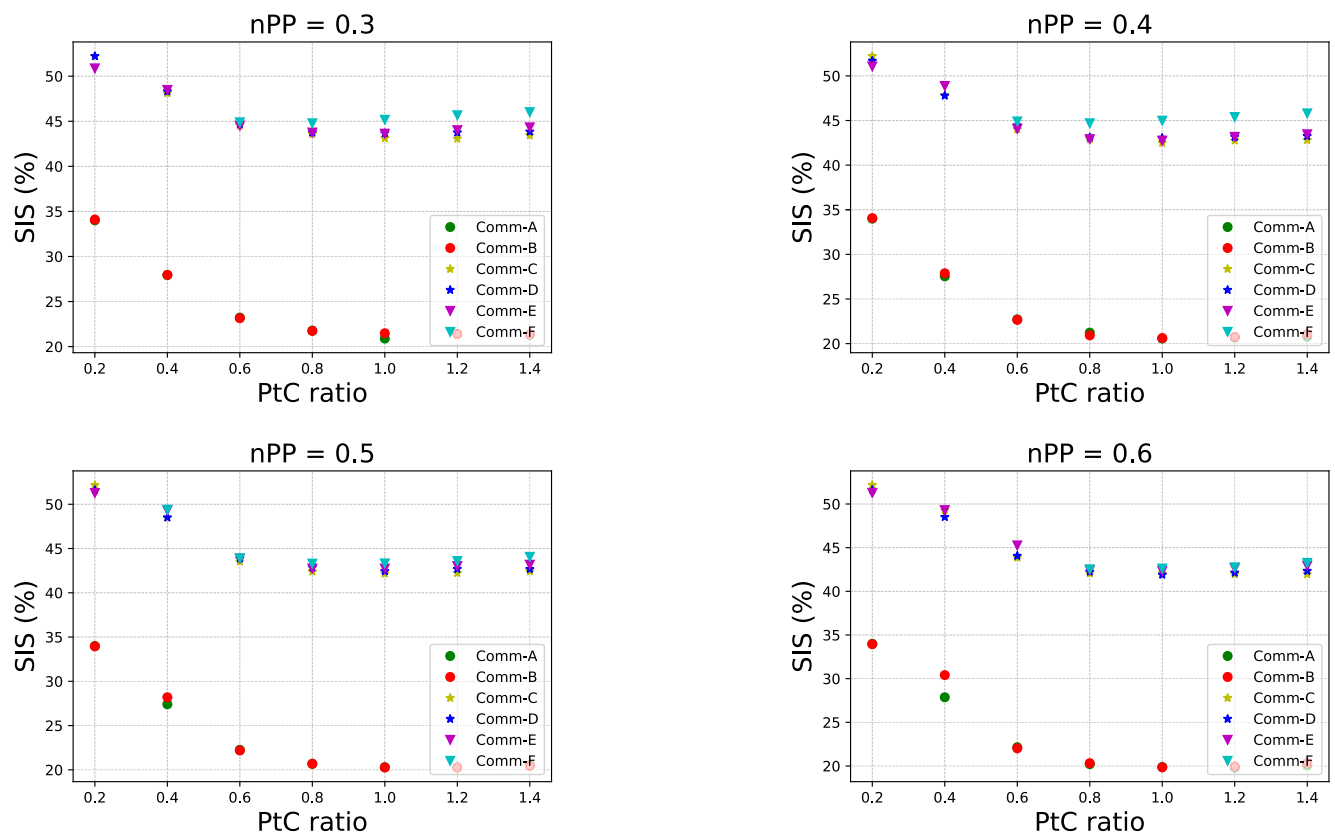 nPP = 0.3
SIS (%)
50
45
40
35
30
25
20
0.2 0.4 0.6 0.8 1.0 1.2 1.4
PtC ratio
Comm-A
Comm-B
Comm-C
Comm-D
Comm-E
Comm-F
nPP = 0.4
SIS (%)
50
45
40
35
30
25
20
0.2 0.4 0.6 0.8 1.0 1.2 1.4
PtC ratio
Comm-A
Comm-B
Comm-C
Comm-D
Comm-E
Comm-F
nPP = 0.5
SIS (%)
50
45
40
35
30
25
20
0.2 0.4 0.6 0.8 1.0 1.2 1.4
PtC ratio
Comm-A
Comm-B
Comm-C
Comm-D
Comm-E
Comm-F
nPP = 0.6
SIS (%)
50
45
40
35
30
25
20
0.2 0.4 0.6 0.8 1.0 1.2 1.4
PtC ratio
Comm-A
Comm-B
Comm-C
Comm-D
Comm-E
Comm-F